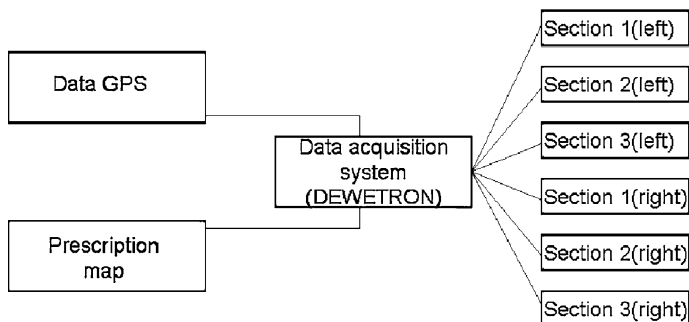 Data GPS
Prescription
map
Data acquisition
system
(DEWETRON)
Section 1(left)
Section 2(left)
Section 3(left)
Section 1(right)
Section 2(right)
Section 3(right)